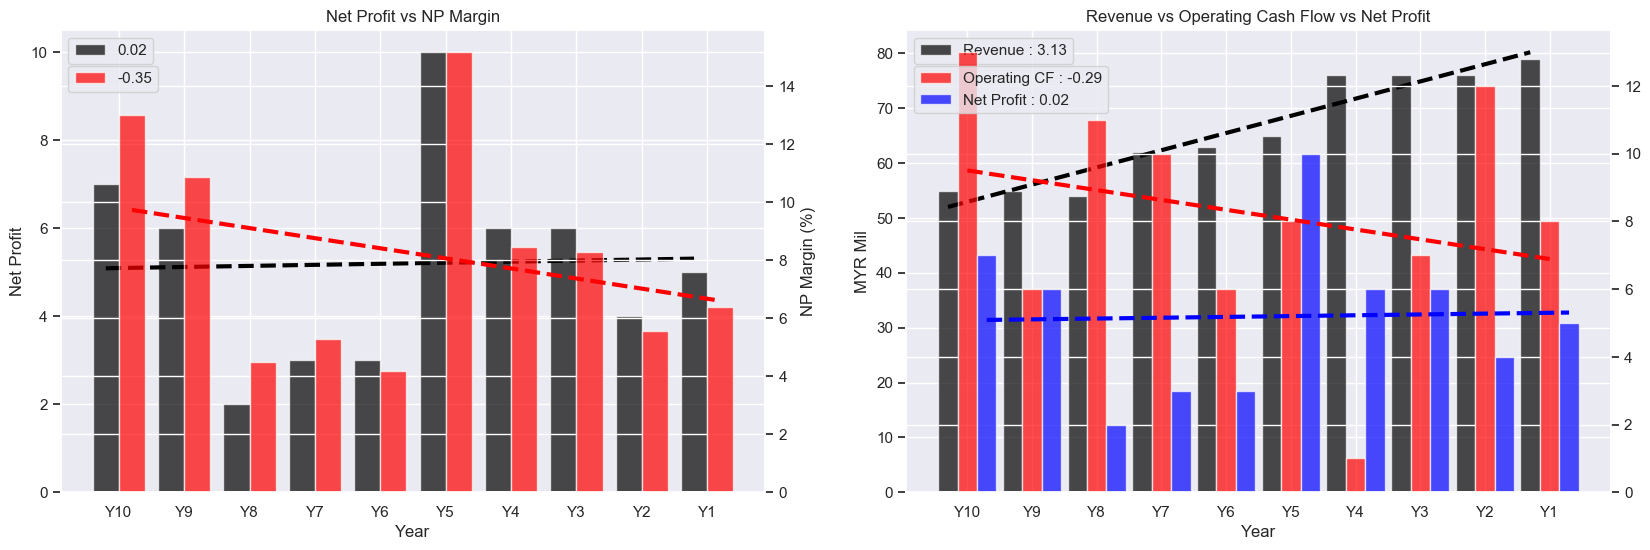 Net Profit vs NP Margin
0.02
-0.35
Net Profit
10
8
6
4
2
0
14
12
10
8
6
4
2
0
NP Margin (%)
Y10 Y9 Y8 Y7 Y6 Y5 Y4 Y3 Y2 Y1
Year
Revenue vs Operating Cash Flow vs Net Profit
Revenue : 3.13
Operating CF : -0.29
Net Profit : 0.02
MYR Mil
80
70
60
50
40
30
20
10
0
12
10
8
6
4
2
0
Y10 Y9 Y8 Y7 Y6 Y5 Y4 Y3 Y2 Y1
Year